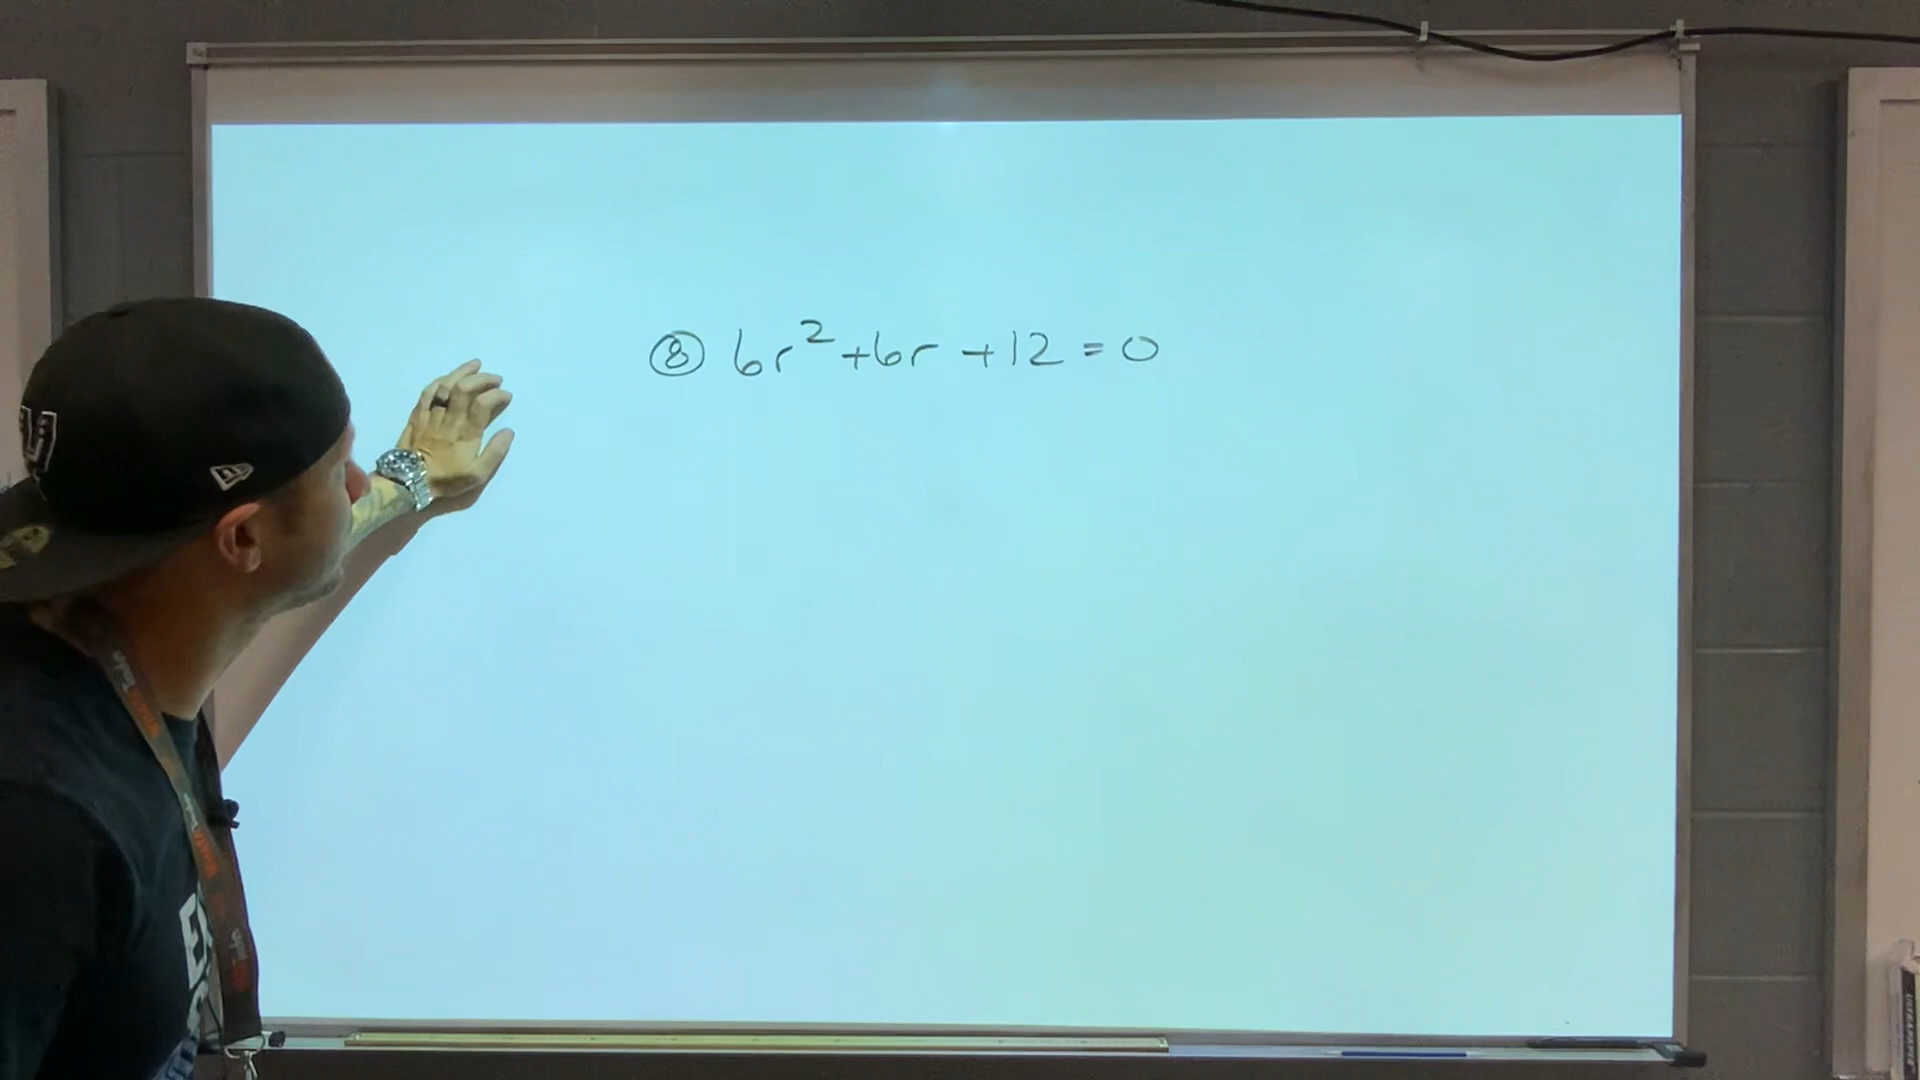 ⑧ 6r² + 6r + 12 = 0